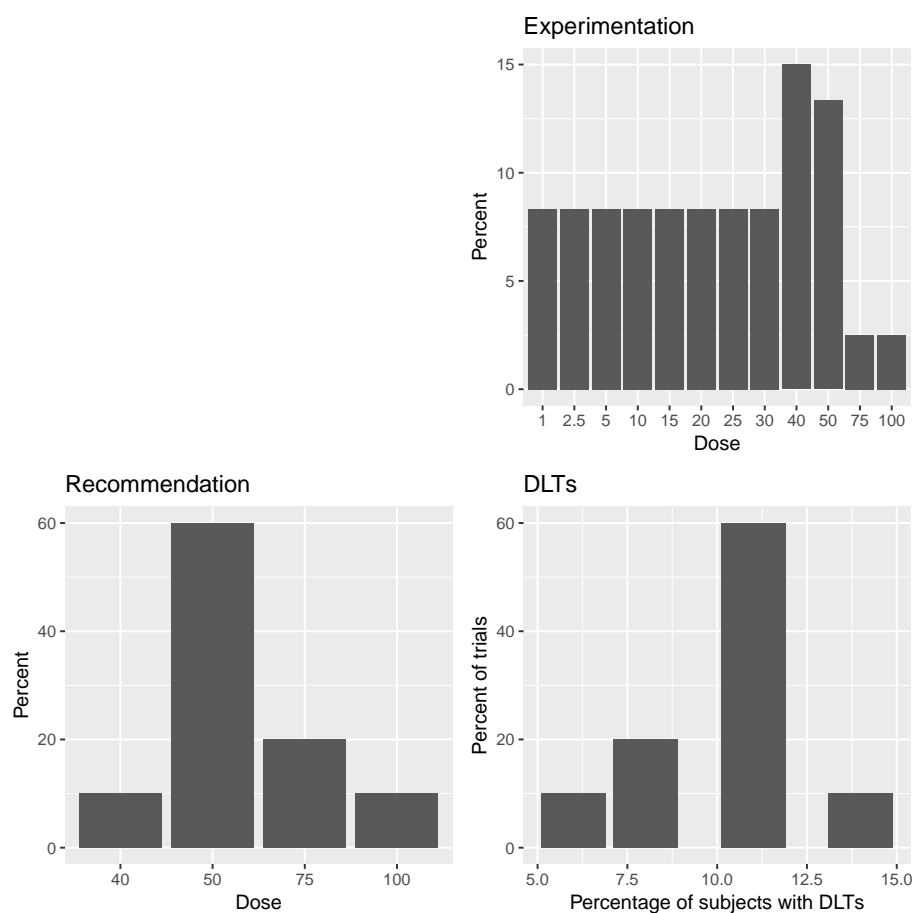 Experimentation
15
10
5
0
Percent
1 2.5 5 10 15 20 25 30 40 50 75 100
Dose
Recommendation
60
40
20
0
Percent
40 50 75 100
Dose
DLTs
60
40
20
0
Percent of trials
5.0 7.5 10.0 12.5 15.0
Percentage of subjects with DLTs